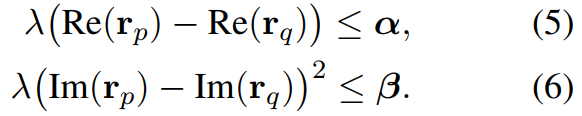 λ(Re(r_p) − Re(r_q)) ≤ α, (5)
λ(Im(r_p) − Im(r_q))² ≤ β. (6)